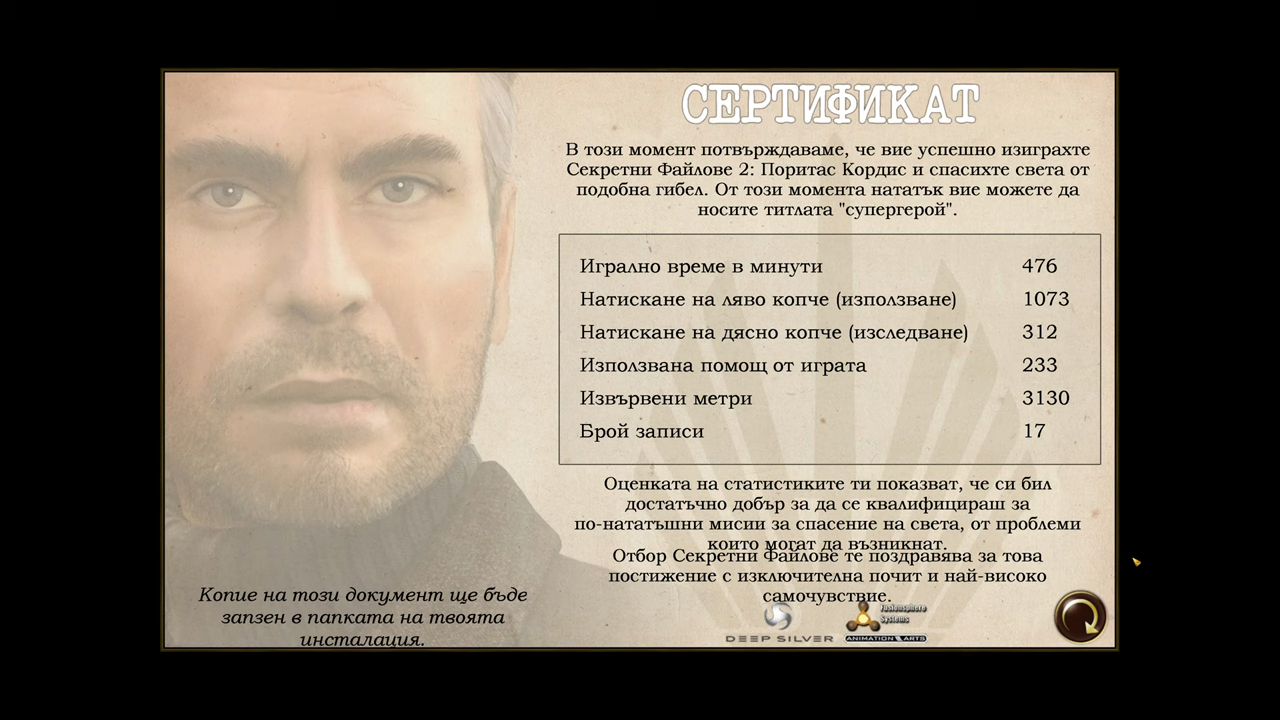 СЕРТИФИКАТ
В този момент потвърждаваме, че вие успешно изиграхте
Секретни Файлове 2: Поритас Кордис и спасихте света от
подобна гибел. От този момента нататък вие можете да
носите титлата "супергерой".
Игрално време в минути 476
Натискане на ляво копче (използване) 1073
Натискане на дясно копче (изследване) 312
Използвана помощ от играта 233
Извървени метри 3130
Брой записи 17
Оценката на статистиките ти показват, че си бил
достатъчно добър за да се квалифицираш за
по-нататъшни мисии за спасение на света, от проблеми
които могат да възникнат.
Отбор Секретни Файлове те поздравява за това
постижение с изключителна почит и най-високо
самочувствие.
Копие на този документ ще бъде
запзен в папката на твоята
инсталация.
DEEP SILVER
Fusionsphere
Systems
ANIMATION ARTS